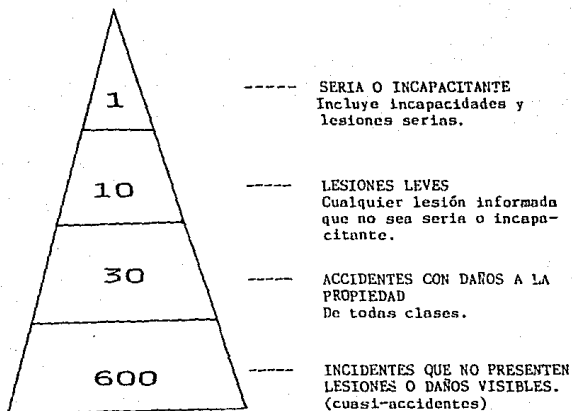 1
SERIA O INCAPACITANTE
Incluye incapacidades y
lesiones serias.
10
LESIONES LEVES
Cualquier lesión informada
que no sea seria o incapa-
citante.
30
ACCIDENTES CON DAÑOS A LA
PROPIEDAD
De todas clases.
600
INCIDENTES QUE NO PRESENTEN
LESIONES O DAÑOS VISIBLES.
(cuasi-accidentes)